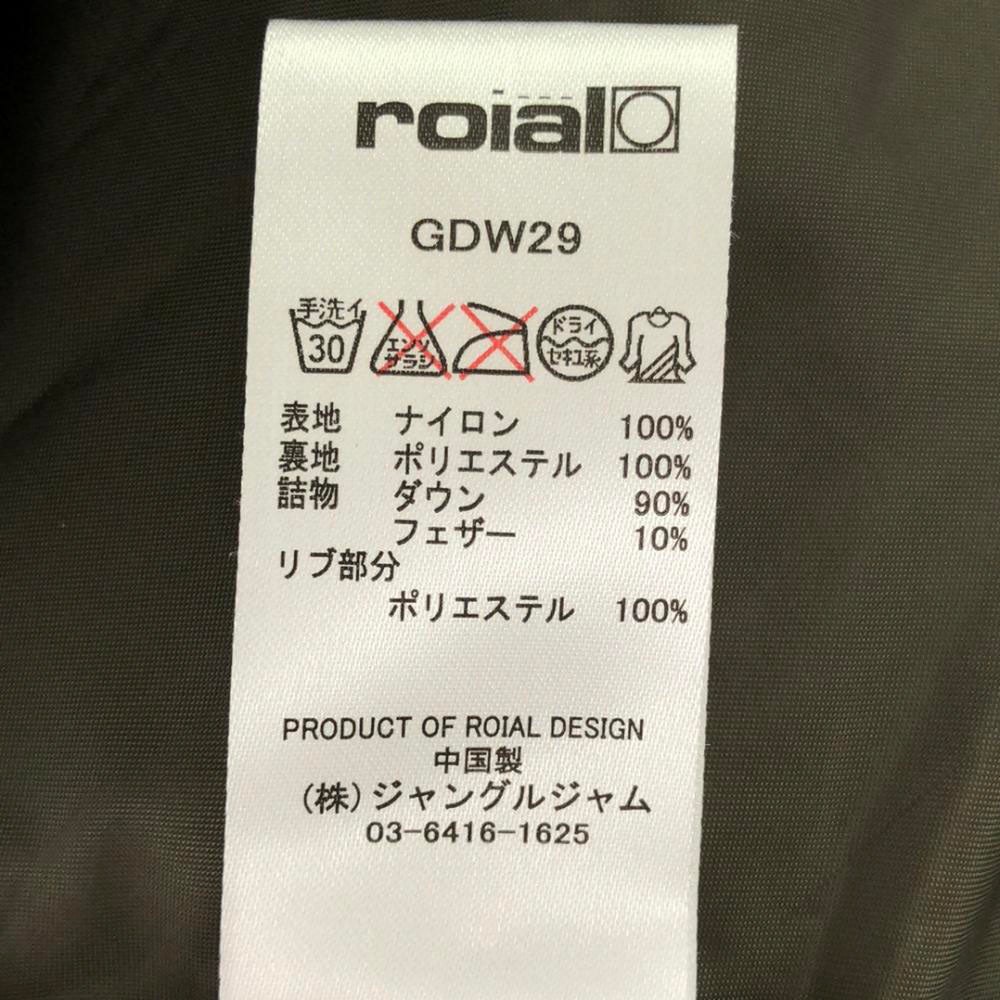 roial
GDW29
手洗イ 30 エンソサラシ ドライ セキユ系
表地 ナイロン 100%
裏地 ポリエステル 100%
詰物 ダウン 90%
フェザー 10%
リブ部分
ポリエステル 100%
PRODUCT OF ROIAL DESIGN
中国製
(株)ジャングルジャム
03-6416-1625